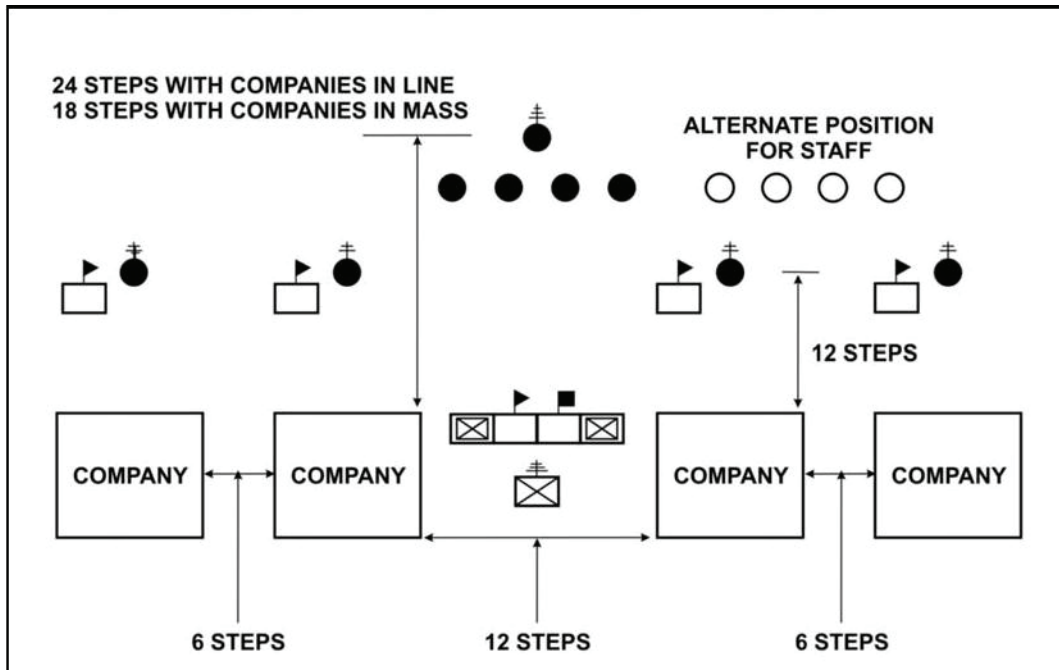 24 STEPS WITH COMPANIES IN LINE
18 STEPS WITH COMPANIES IN MASS
ALTERNATE POSITION
FOR STAFF
12 STEPS
COMPANY
COMPANY
COMPANY
COMPANY
6 STEPS
12 STEPS
6 STEPS